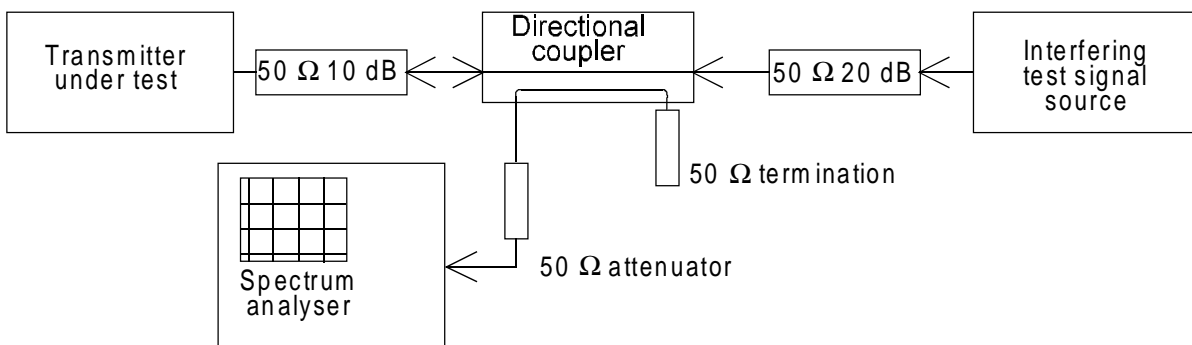 Transmitter
under test
50 Ω 10 dB
Directional
coupler
50 Ω 20 dB
Interfering
test signal
source
50 Ω termination
50 Ω attenuator
Spectrum
analyser